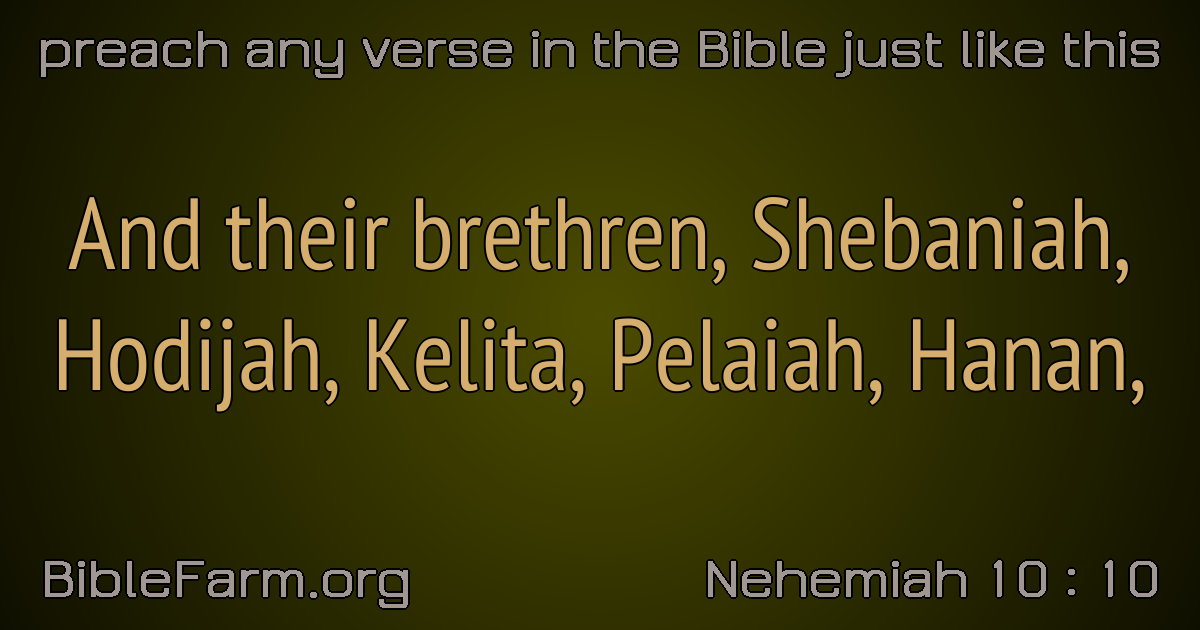 preach any verse in the Bible just like this
And their brethren, Shebaniah,
Hodijah, Kelita, Pelaiah, Hanan,
BibleFarm.org
Nehemiah 10 : 10